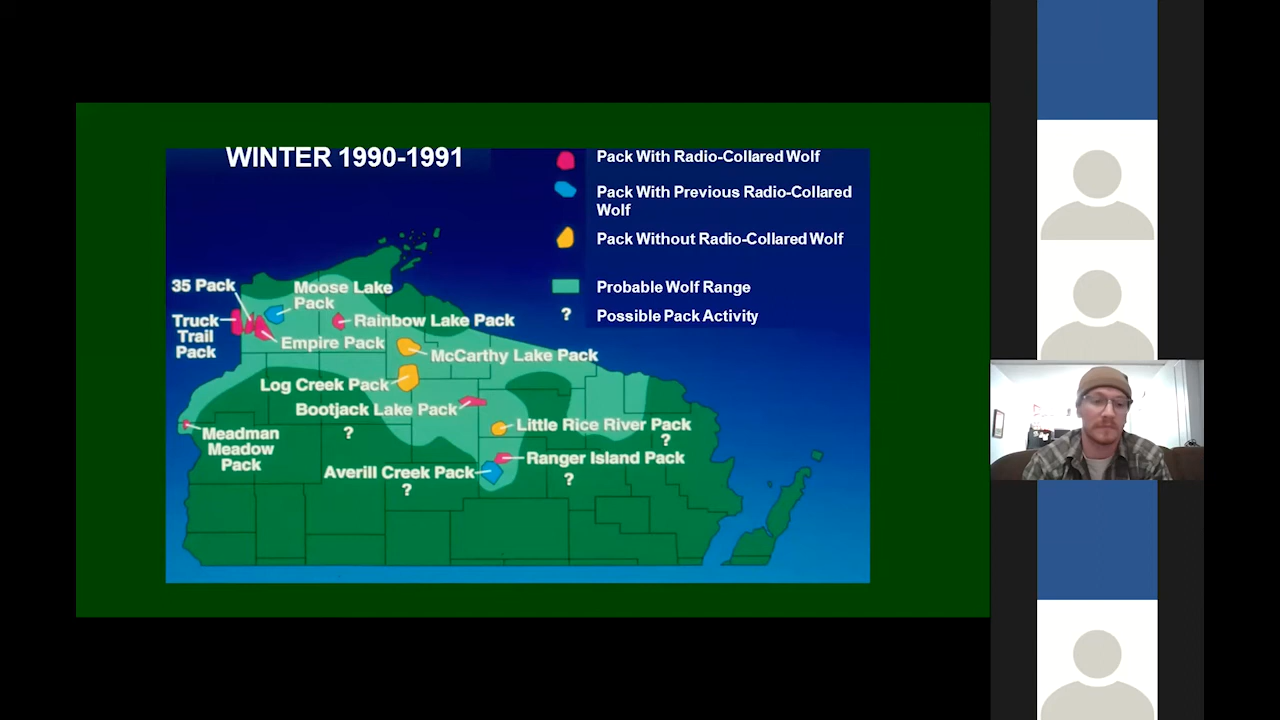 WINTER 1990-1991
Pack With Radio-Collared Wolf
Pack With Previous Radio-Collared
Wolf
Pack Without Radio-Collared Wolf
Probable Wolf Range
?
Possible Pack Activity
35 Pack
Moose Lake
Pack
Truck
Trail
Pack
Rainbow Lake Pack
Empire Pack
McCarthy Lake Pack
Log Creek Pack
Bootjack Lake Pack
Little Rice River Pack
?
?
Meadman
Meadow
Pack
Ranger Island Pack
Averill Creek Pack
?
?